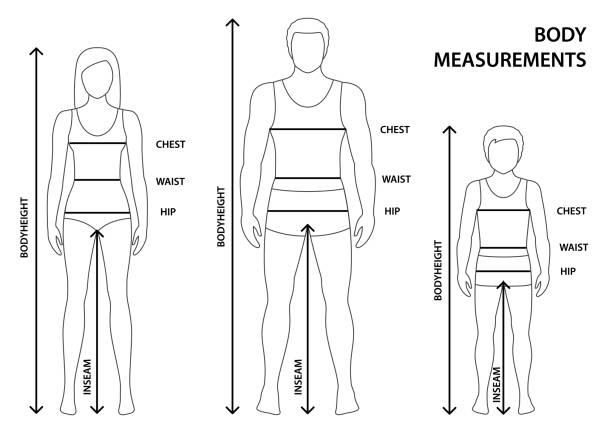 BODY
MEASUREMENTS
CHEST
WAIST
HIP
BODYHEIGHT
INSEAM
CHEST
WAIST
HIP
BODYHEIGHT
INSEAM
CHEST
WAIST
HIP
BODYHEIGHT
INSEAM